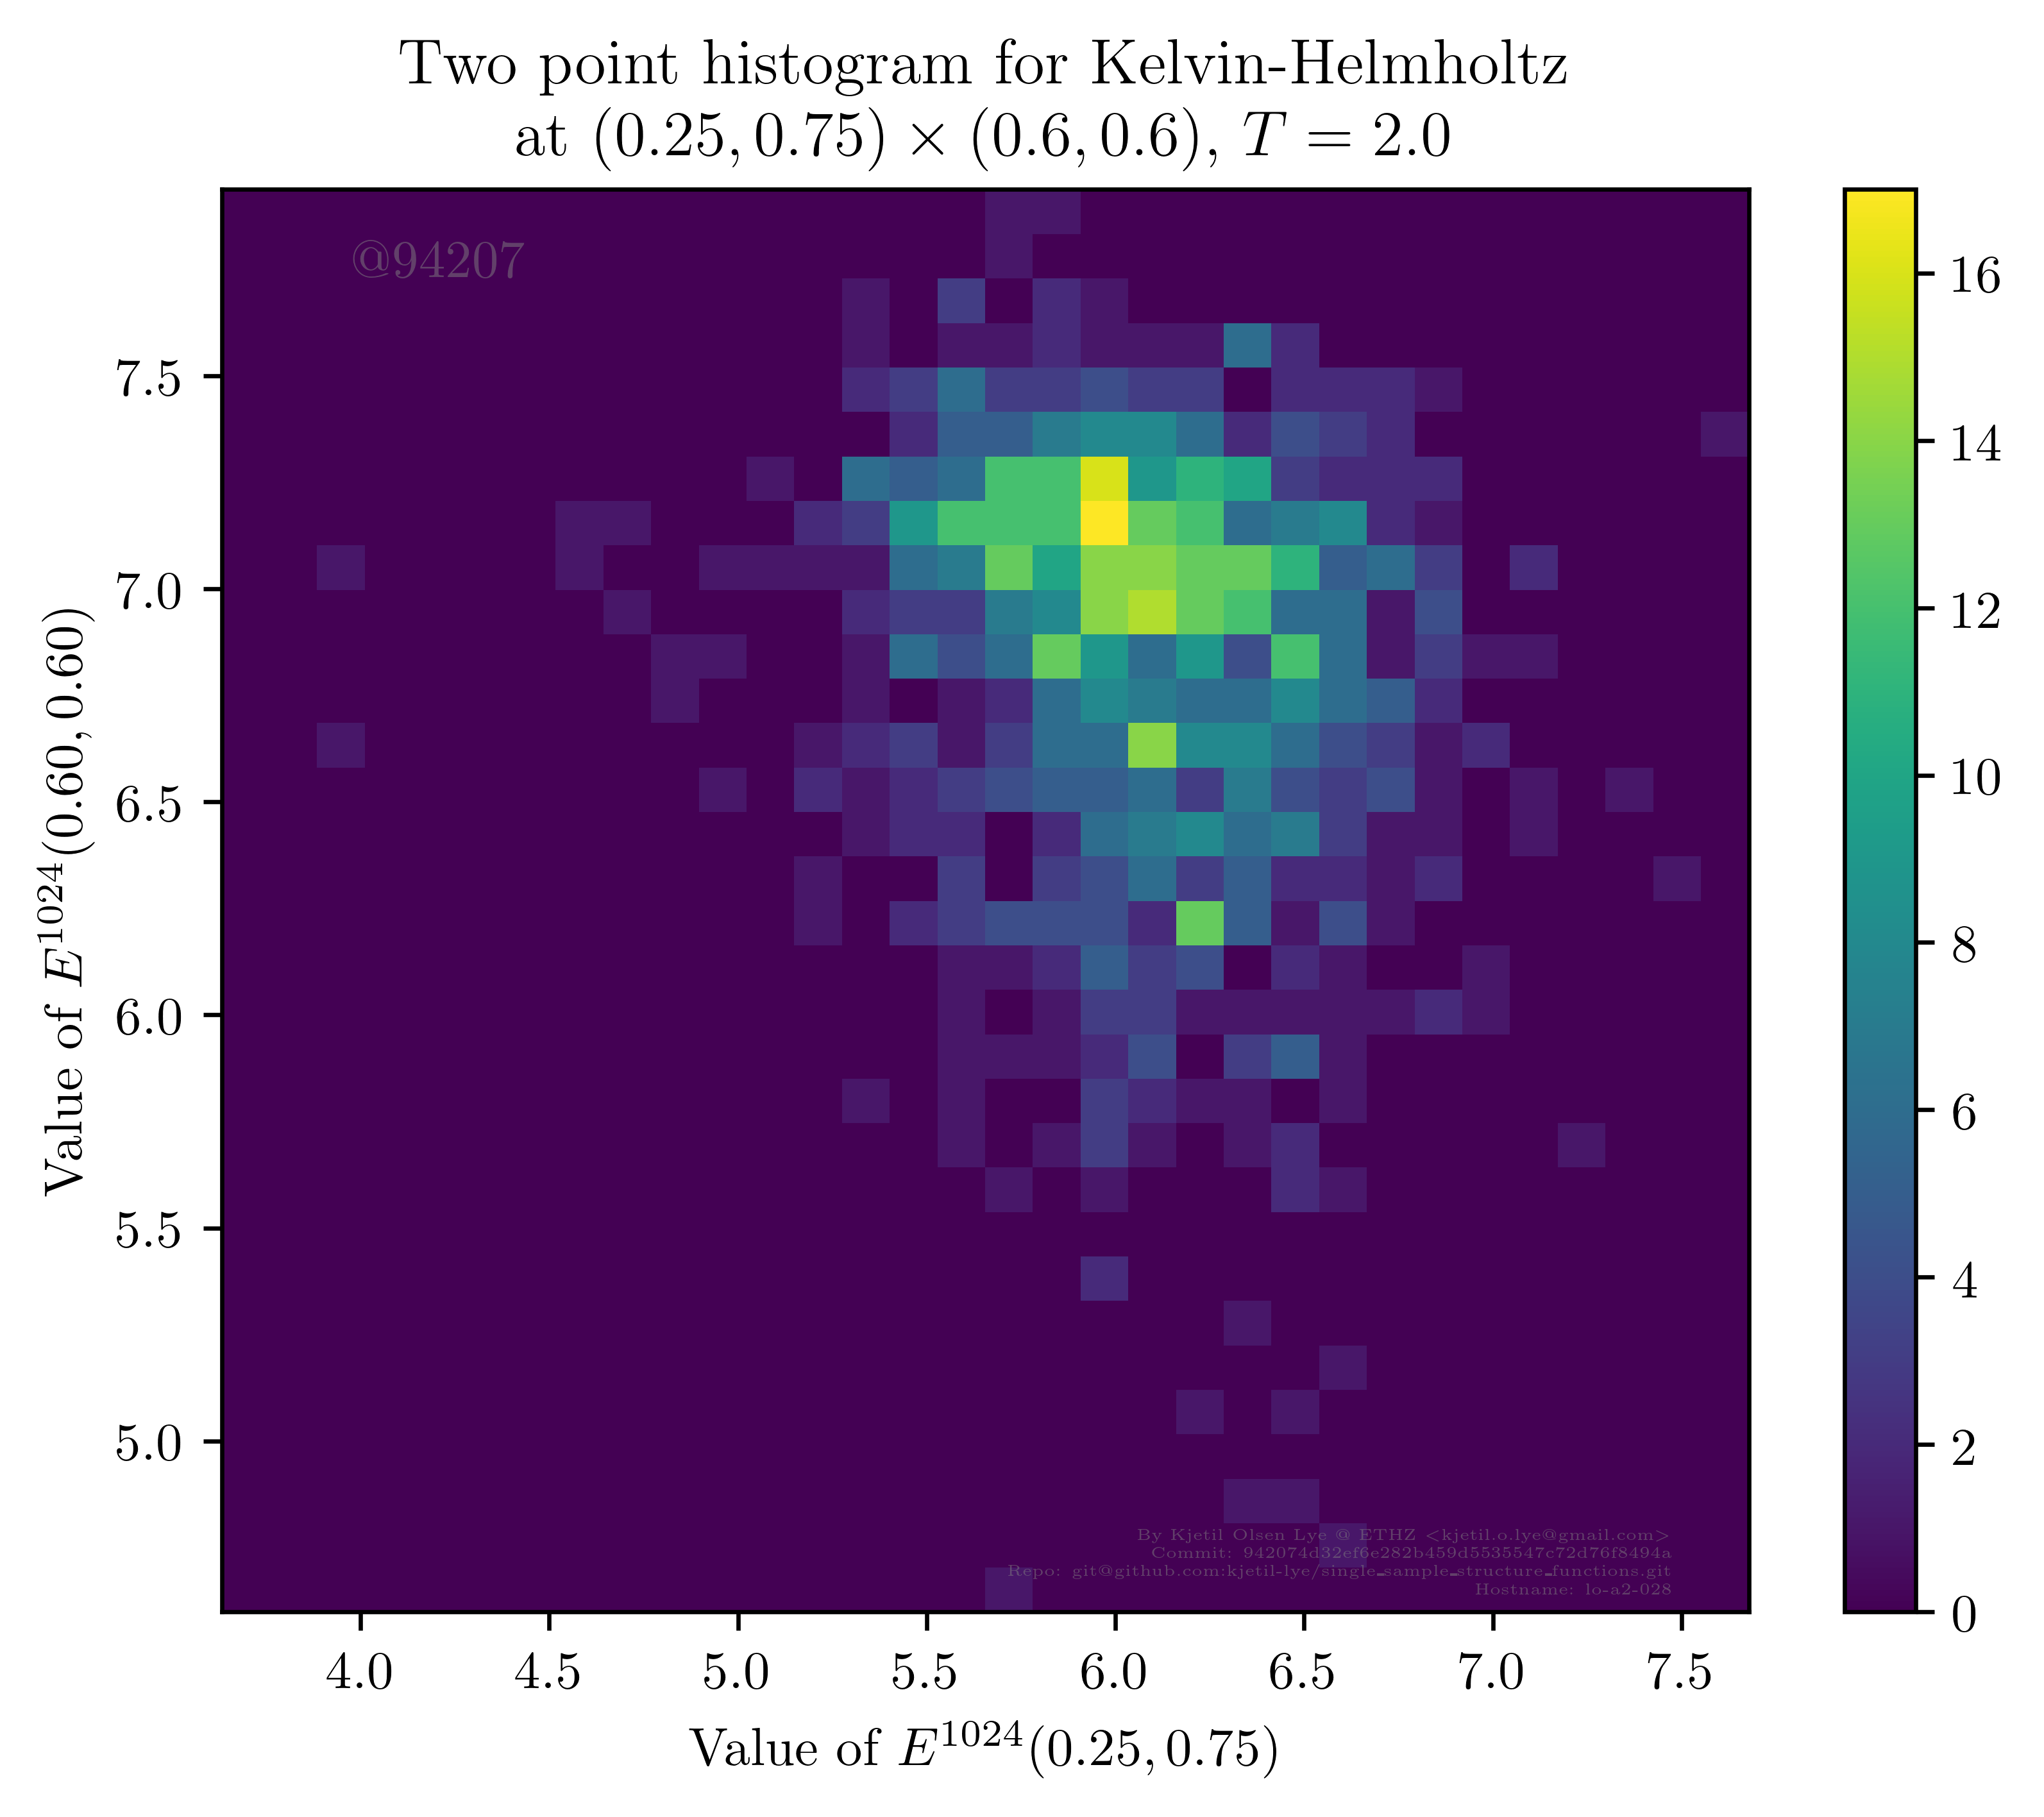 Two point histogram for Kelvin-Helmholtz
at (0.25, 0.75) × (0.6, 0.6), T = 2.0
@94207
7.5
7.0
6.5
6.0
5.5
5.0
Value of E^1024(0.60, 0.60)
16
14
12
10
8
6
4
2
0
By Kjetil Olsen Lye @ ETHZ <kjetil.o.lye@gmail.com>
Commit: 942074d32ef6e282b459d5535547c72d76f8494a
Repo: git@github.com:kjetil-lye/single_sample_structure_functions.git
Hostname: lo-a2-028
4.0 4.5 5.0 5.5 6.0 6.5 7.0 7.5
Value of E^1024(0.25, 0.75)